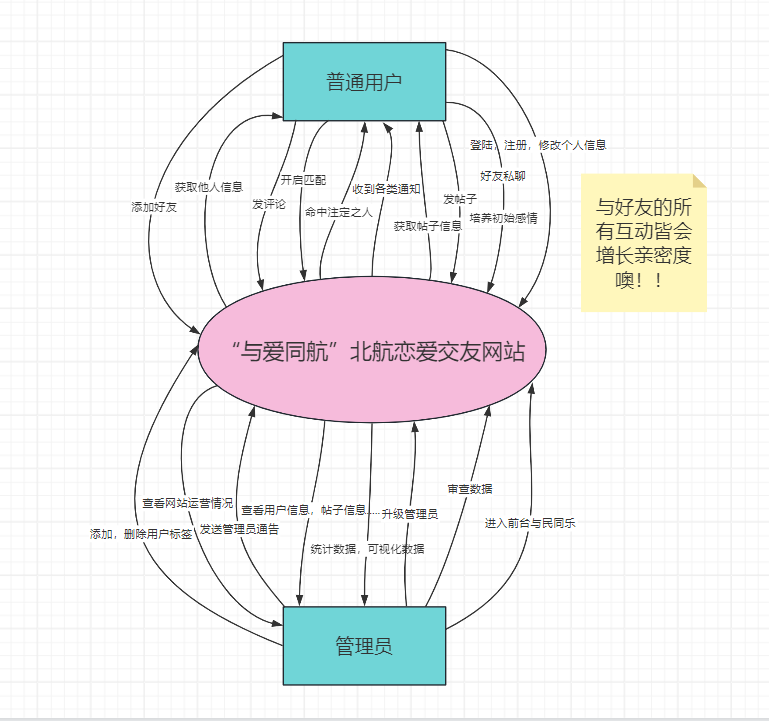 普通用户
登陆，注册，修改个人信息
好友私聊
开启匹配
获取他人信息
收到各类通知
发帖子
添加好友
发评论
命中注定之人
培养初始感情
获取帖子信息
与好友的所
有互动皆会
增长亲密度
噢！！
“与爱同航”北航恋爱交友网站
审查数据
查看网站运营情况
查看用户信息，帖子信息......
升级管理员
进入前台与民同乐
发送管理员通告
添加，删除用户标签
统计数据，可视化数据
管理员